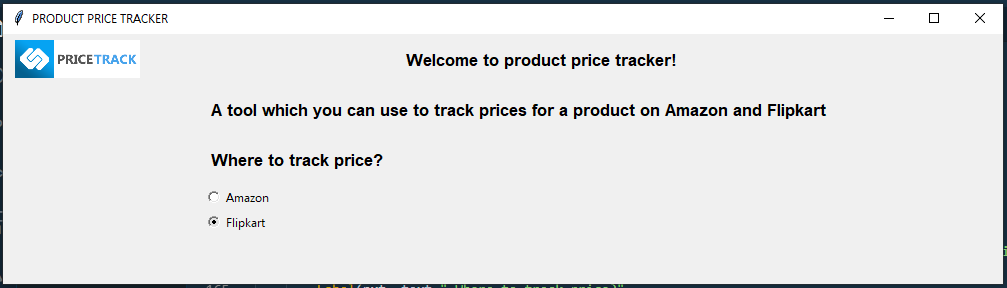 PRODUCT PRICE TRACKER
PRICETRACK
Welcome to product price tracker!
A tool which you can use to track prices for a product on Amazon and Flipkart
Where to track price?
Amazon
Flipkart